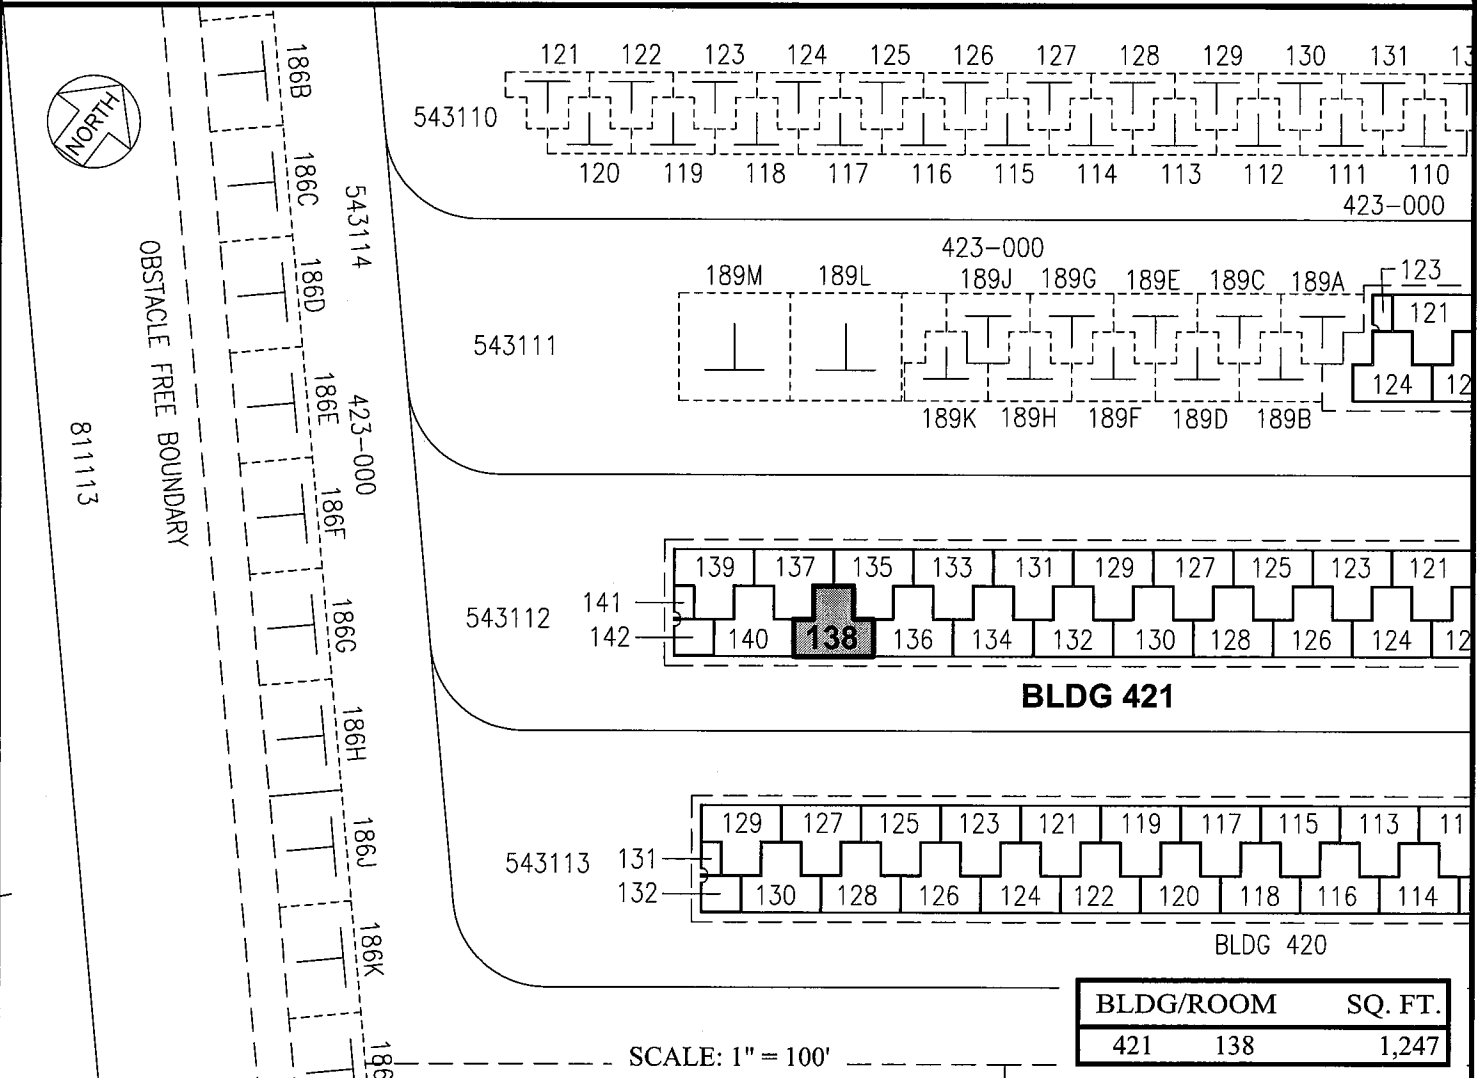 121 122 123 124 125 126 127 128 129 130 131
543110
120 119 118 117 116 115 114 113 112 111 110
423-000
423-000
189M 189L 189J 189G 189E 189C 189A 123
543111
121
124
189K 189H 189F 189D 189B
139 137 135 133 131 129 127 125 123 121
543112
141
142
140 138 136 134 132 130 128 126 124
BLDG 421
129 127 125 123 121 119 117 115 113
543113
131
132
130 128 126 124 122 120 118 116 114
BLDG 420
NORTH
186B
186C
186D
186E
186F
186G
186H
186J
186K
186
543114
423-000
OBSTACLE FREE BOUNDARY
811113
SCALE: 1" = 100'
BLDG/ROOM SQ. FT.
421 138 1,247